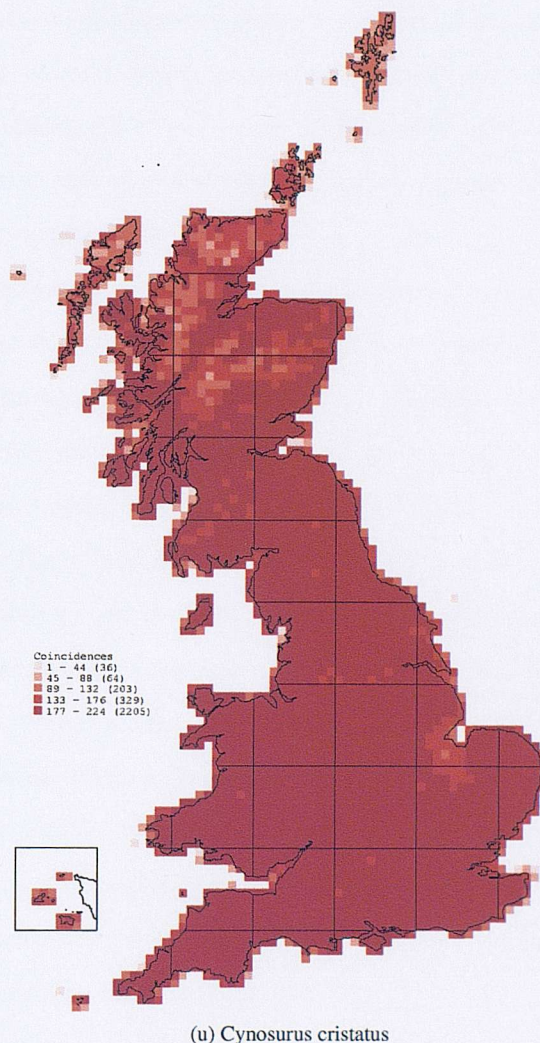 Coincidences
1 - 44 (36)
45 - 88 (64)
89 - 132 (203)
133 - 176 (329)
177 - 224 (2205)
(u) Cynosurus cristatus